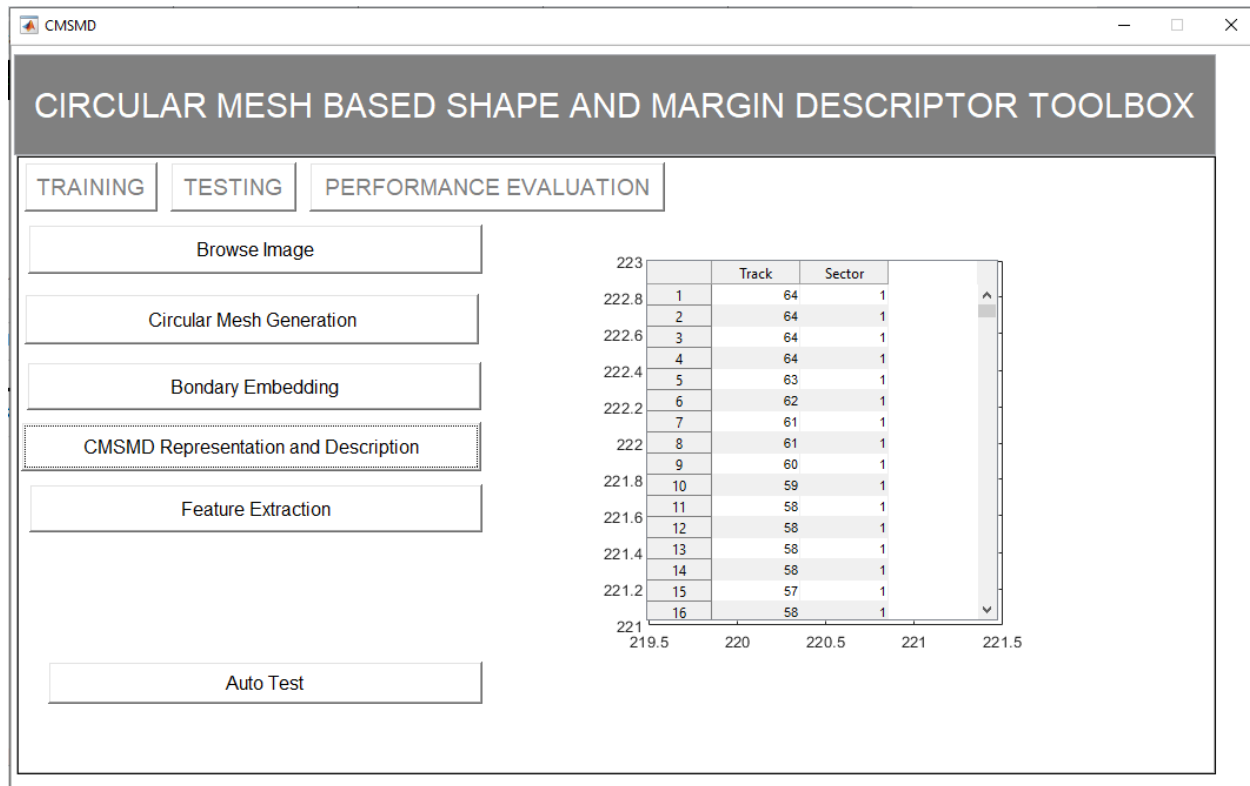 CMSMD
CIRCULAR MESH BASED SHAPE AND MARGIN DESCRIPTOR TOOLBOX
TRAINING TESTING PERFORMANCE EVALUATION
Browse Image
Circular Mesh Generation
Bondary Embedding
CMSMD Representation and Description
Feature Extraction
Auto Test
223
222.8
222.6
222.4
222.2
222
221.8
221.6
221.4
221.2
221
Track Sector
1 64 1
2 64 1
3 64 1
4 64 1
5 63 1
6 62 1
7 61 1
8 61 1
9 60 1
10 59 1
11 58 1
12 58 1
13 58 1
14 58 1
15 57 1
16 58 1
219.5 220 220.5 221 221.5